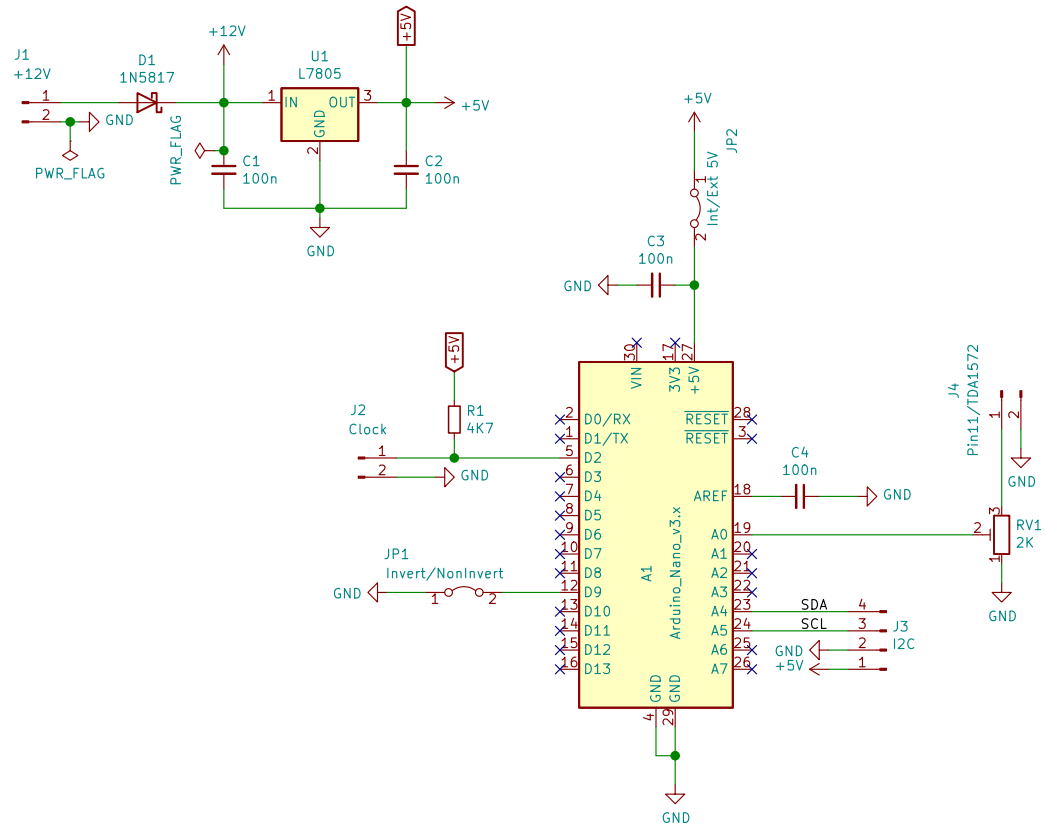 +5V
+12V
J1
+12V
D1
1N5817
U1
L7805
1
2
GND
PWR_FLAG
PWR_FLAG
1
IN
OUT
3
GND
2
+5V
C1
100n
C2
100n
GND
+5V
JP2
Int/Ext 5V
1
2
C3
100n
GND
+5V
R1
4K7
J2
Clock
1
2
GND
30
17
27
VIN
3V3
+5V
2
D0/RX
1
D1/TX
5
D2
6
D3
7
D4
8
D5
9
D6
10
D7
11
D8
12
D9
13
D10
14
D11
15
D12
16
D13
RESET
28
RESET
3
AREF
18
A0
19
A1
20
A2
21
A3
22
A4
23
A5
24
A6
25
A7
26
A1
Arduino_Nano_v3.x
GND
GND
4
29
GND
JP1
Invert/NonInvert
GND
1
2
C4
100n
GND
J4
Pin11/TDA1572
1
2
GND
RV1
2K
3
2
1
GND
SDA
4
SCL
3
J3
I2C
GND
2
+5V
1